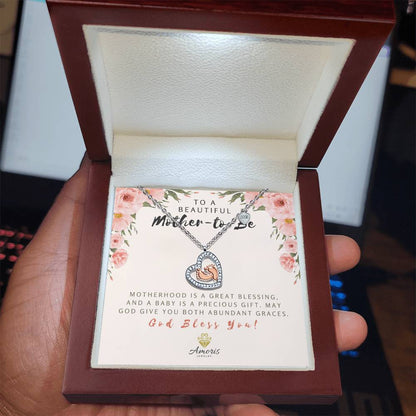 TO A
BEAUTIFUL
Mother-to-Be
MOTHERHOOD IS A GREAT BLESSING,
AND A BABY IS A PRECIOUS GIFT. MAY
GOD GIVE YOU BOTH ABUNDANT GRACES.
God Bless You!
Amoris
JEWELRY